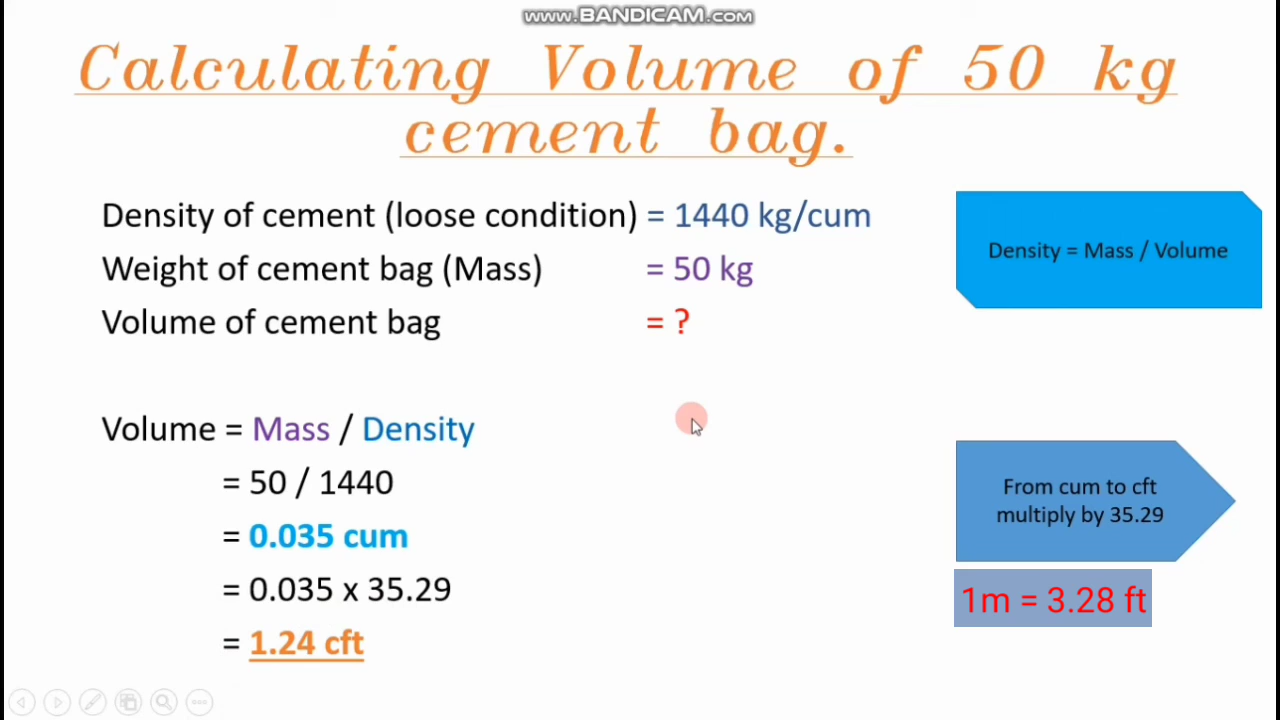 www.BANDICAM.com
Calculating Volume of 50 kg
cement bag.
Density of cement (loose condition) = 1440 kg/cum
Weight of cement bag (Mass) = 50 kg
Volume of cement bag = ?
Density = Mass / Volume
Volume = Mass / Density
= 50 / 1440
= 0.035 cum
= 0.035 x 35.29
= 1.24 cft
From cum to cft
multiply by 35.29
1m = 3.28 ft